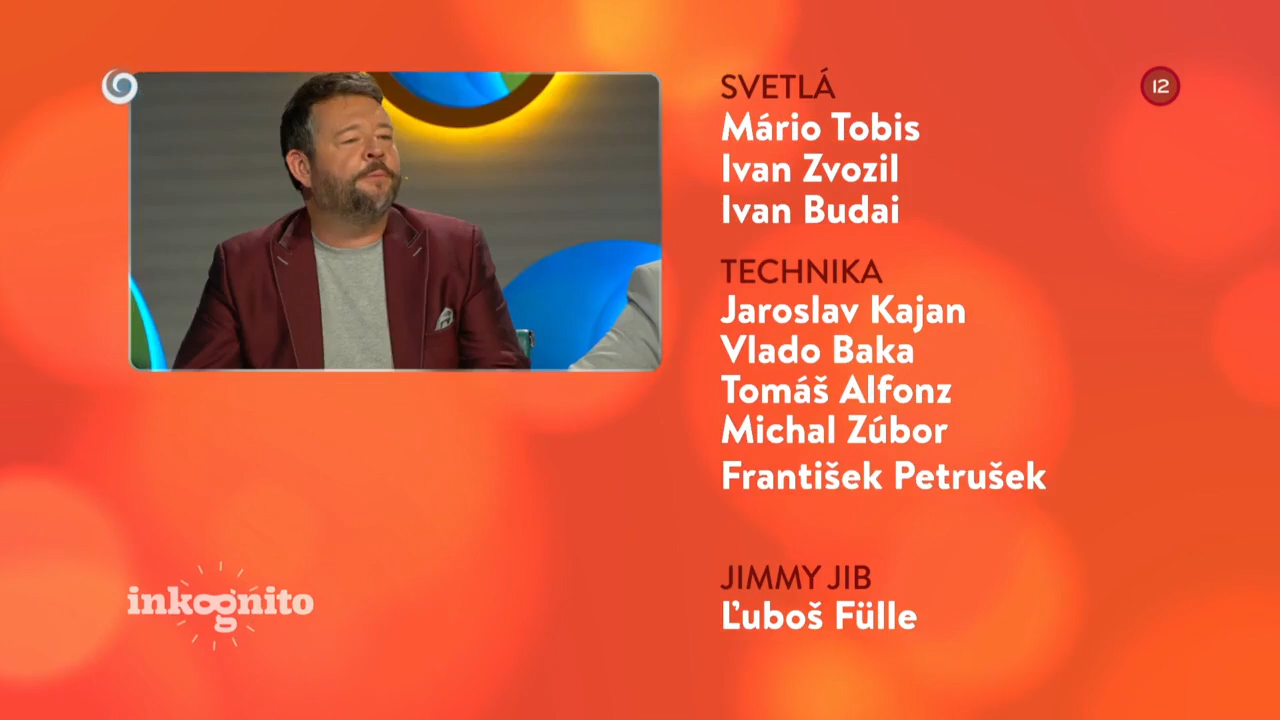 SVETLÁ
Mário Tobis
Ivan Zvozil
Ivan Budai
TECHNIKA
Jaroslav Kajan
Vlado Baka
Tomáš Alfonz
Michal Zúbor
František Petrušek
JIMMY JIB
Ľuboš Fülle
12
inkognito